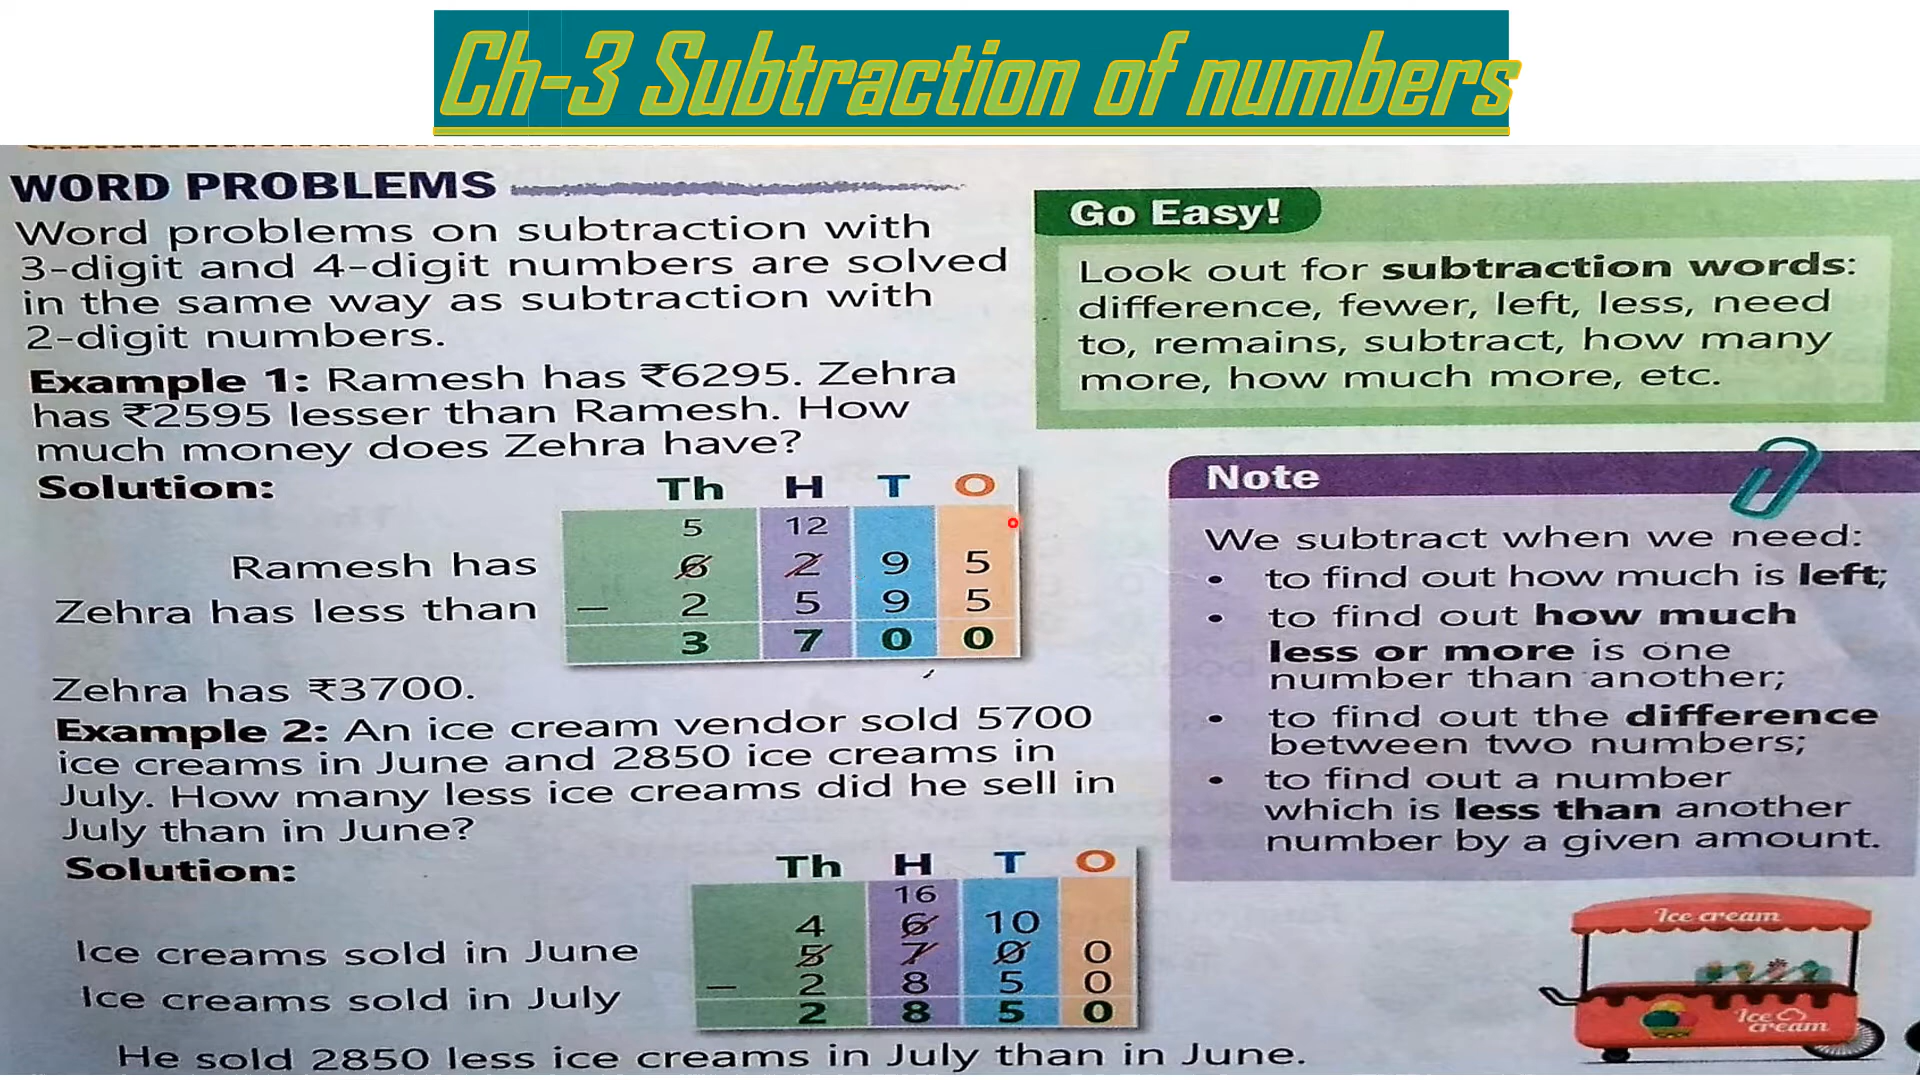 Ch-3 Subtraction of numbers
WORD PROBLEMS
Word problems on subtraction with
3-digit and 4-digit numbers are solved
in the same way as subtraction with
2-digit numbers.
Example 1: Ramesh has ₹6295. Zehra
has ₹2595 lesser than Ramesh. How
much money does Zehra have?
Solution:
Th H T O
5 12
Ramesh has 6 2 9 5
Zehra has less than – 2 5 9 5
3 7 0 0
Zehra has ₹3700.
Example 2: An ice cream vendor sold 5700
ice creams in June and 2850 ice creams in
July. How many less ice creams did he sell in
July than in June?
Solution:
Th H T O
16
4 6 10
Ice creams sold in June 5 7 0 0
Ice creams sold in July – 2 8 5 0
2 8 5 0
He sold 2850 less ice creams in July than in June.
Go Easy!
Look out for subtraction words:
difference, fewer, left, less, need
to, remains, subtract, how many
more, how much more, etc.
Note
We subtract when we need:
• to find out how much is left;
• to find out how much
less or more is one
number than another;
• to find out the difference
between two numbers;
• to find out a number
which is less than another
number by a given amount.
Ice cream
Ice
cream